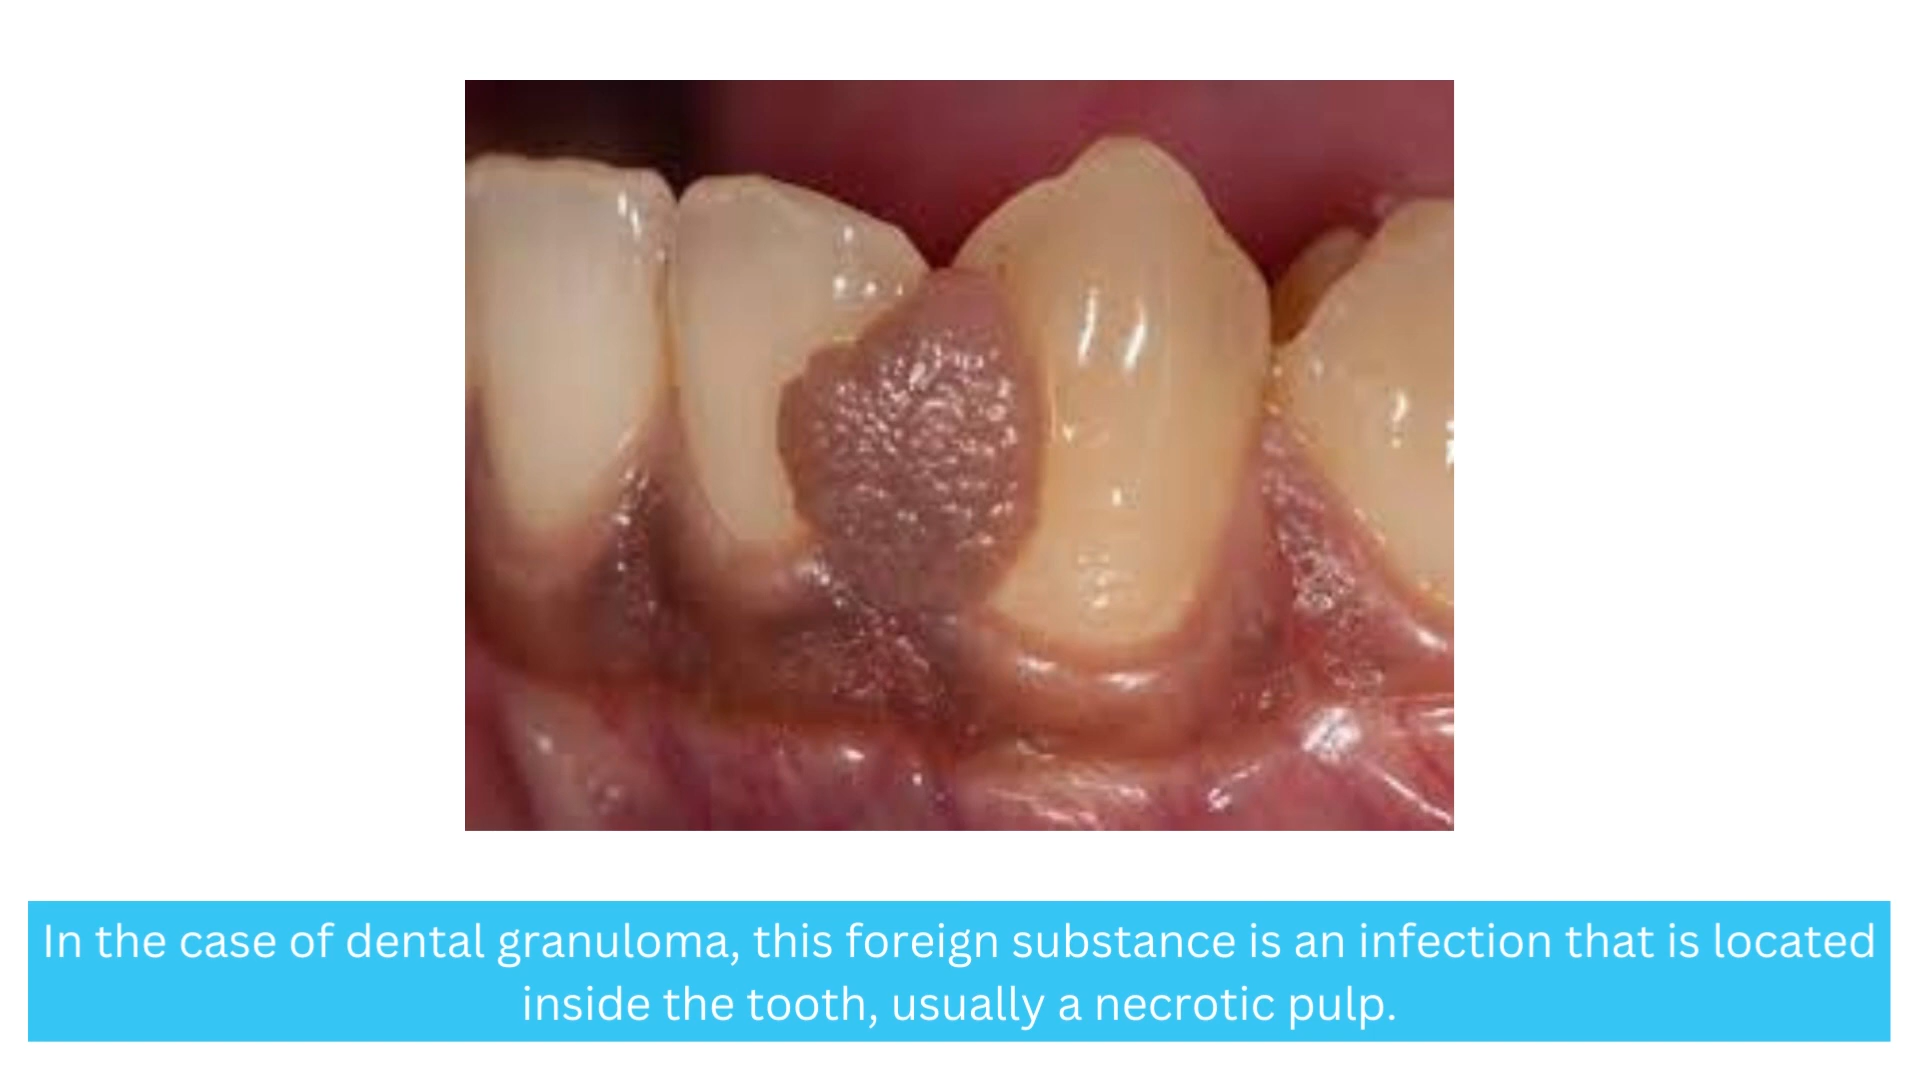 In the case of dental granuloma, this foreign substance is an infection that is located
inside the tooth, usually a necrotic pulp.